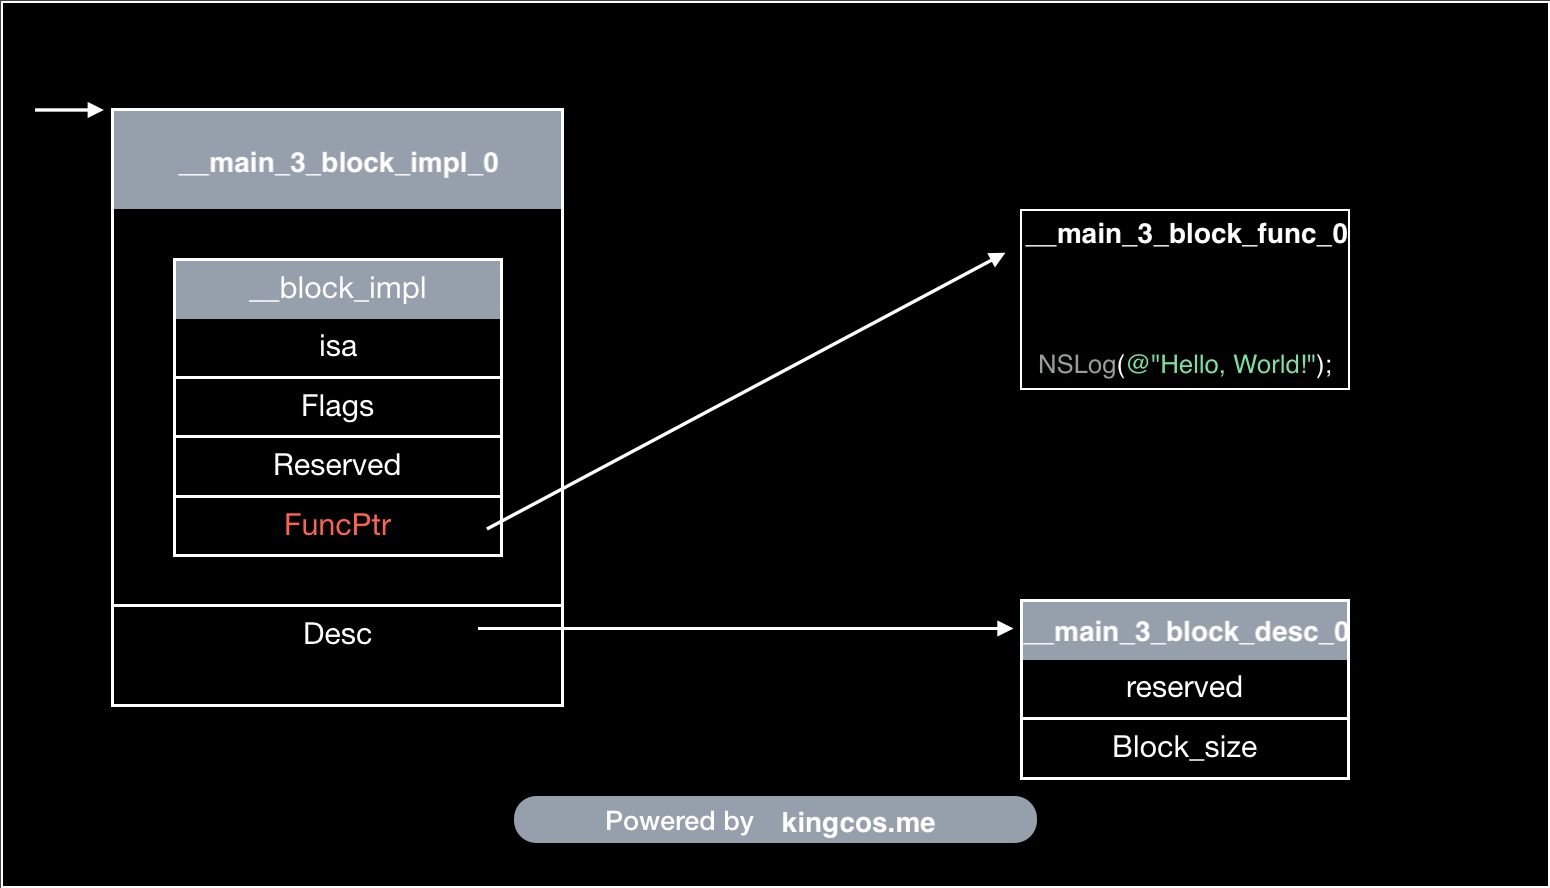 __main_3_block_impl_0
__block_impl
isa
Flags
Reserved
FuncPtr
Desc
__main_3_block_func_0
NSLog(@"Hello, World!");
__main_3_block_desc_0
reserved
Block_size
Powered by kingcos.me